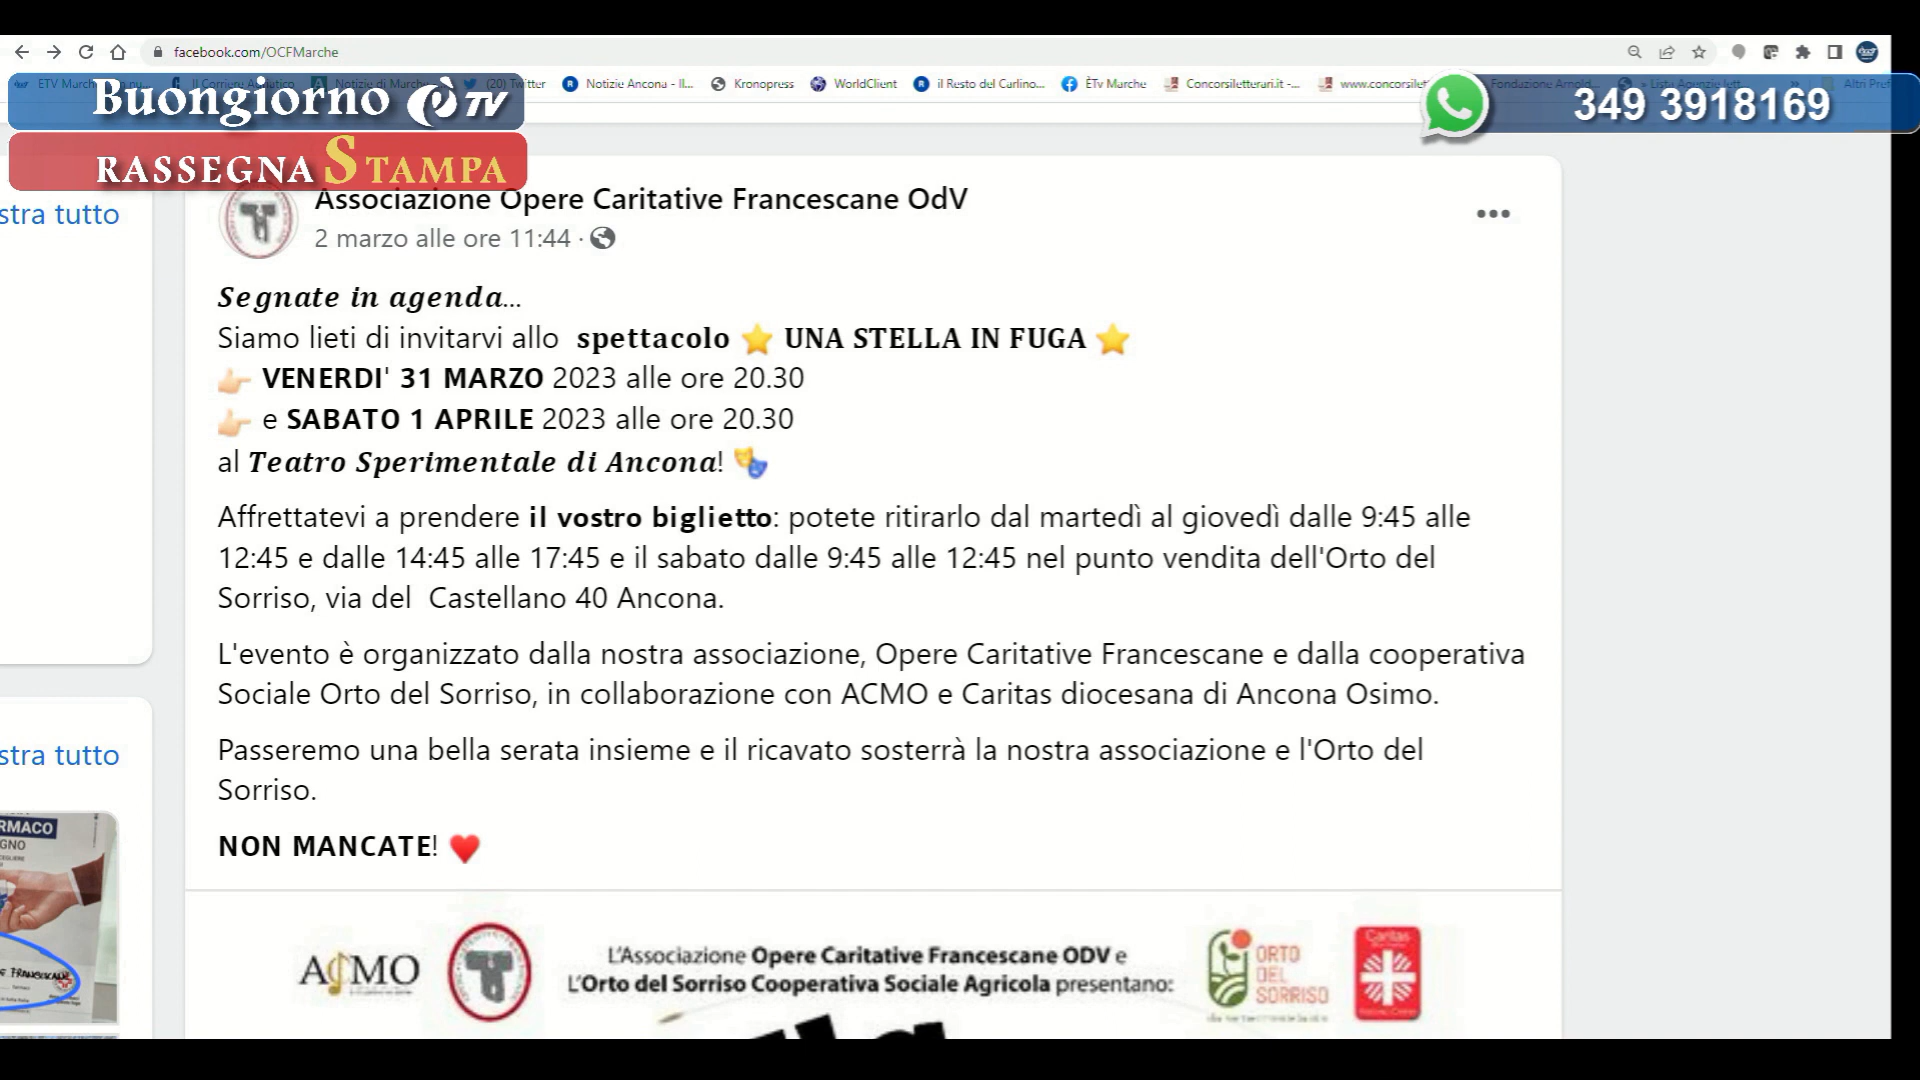 facebook.com/OCFMarche
Notizie Ancona - Il...
Kronopress
WorldClient
il Resto del Carlino...
ÈTv Marche
Concorsiletterari.it -...
Buongiorno èTV
349 3918169
RASSEGNA STAMPA
stra tutto
Associazione Opere Caritative Francescane OdV
2 marzo alle ore 11:44 ·
Segnate in agenda...
Siamo lieti di invitarvi allo spettacolo ⭐ UNA STELLA IN FUGA ⭐
👉🏻 VENERDI' 31 MARZO 2023 alle ore 20.30
👉🏻 e SABATO 1 APRILE 2023 alle ore 20.30
al Teatro Sperimentale di Ancona! 🎭
Affrettatevi a prendere il vostro biglietto: potete ritirarlo dal martedì al giovedì dalle 9:45 alle
12:45 e dalle 14:45 alle 17:45 e il sabato dalle 9:45 alle 12:45 nel punto vendita dell'Orto del
Sorriso, via del Castellano 40 Ancona.
L'evento è organizzato dalla nostra associazione, Opere Caritative Francescane e dalla cooperativa
Sociale Orto del Sorriso, in collaborazione con ACMO e Caritas diocesana di Ancona Osimo.
stra tutto
Passeremo una bella serata insieme e il ricavato sosterrà la nostra associazione e l'Orto del
Sorriso.
NON MANCATE! ❤️
RMACO
GNO
ACMO
L'Associazione Opere Caritative Francescane ODV e
L'Orto del Sorriso Cooperativa Sociale Agricola presentano:
ORTO
DEL
SORRISO
Caritas